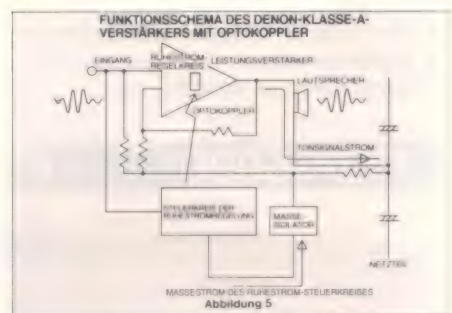 FUNKTIONSSCHEMA DES DENON-KLASSE-A-
VERSTÄRKERS MIT OPTOKOPPLER
EINGANG
RUHESTROM-
REGELKREIS
LEISTUNGSVERSTÄRKER
LAUTSPRECHER
OPTOKOPPLER
TONSIGNALSTROM
STEUERKREIS DER
RUHESTROMREGELUNG
MASSE-
ISOLATOR
NETZTEIL
MASSESTROM DES RUHESTROM-STEUERKREISES
Abbildung 5